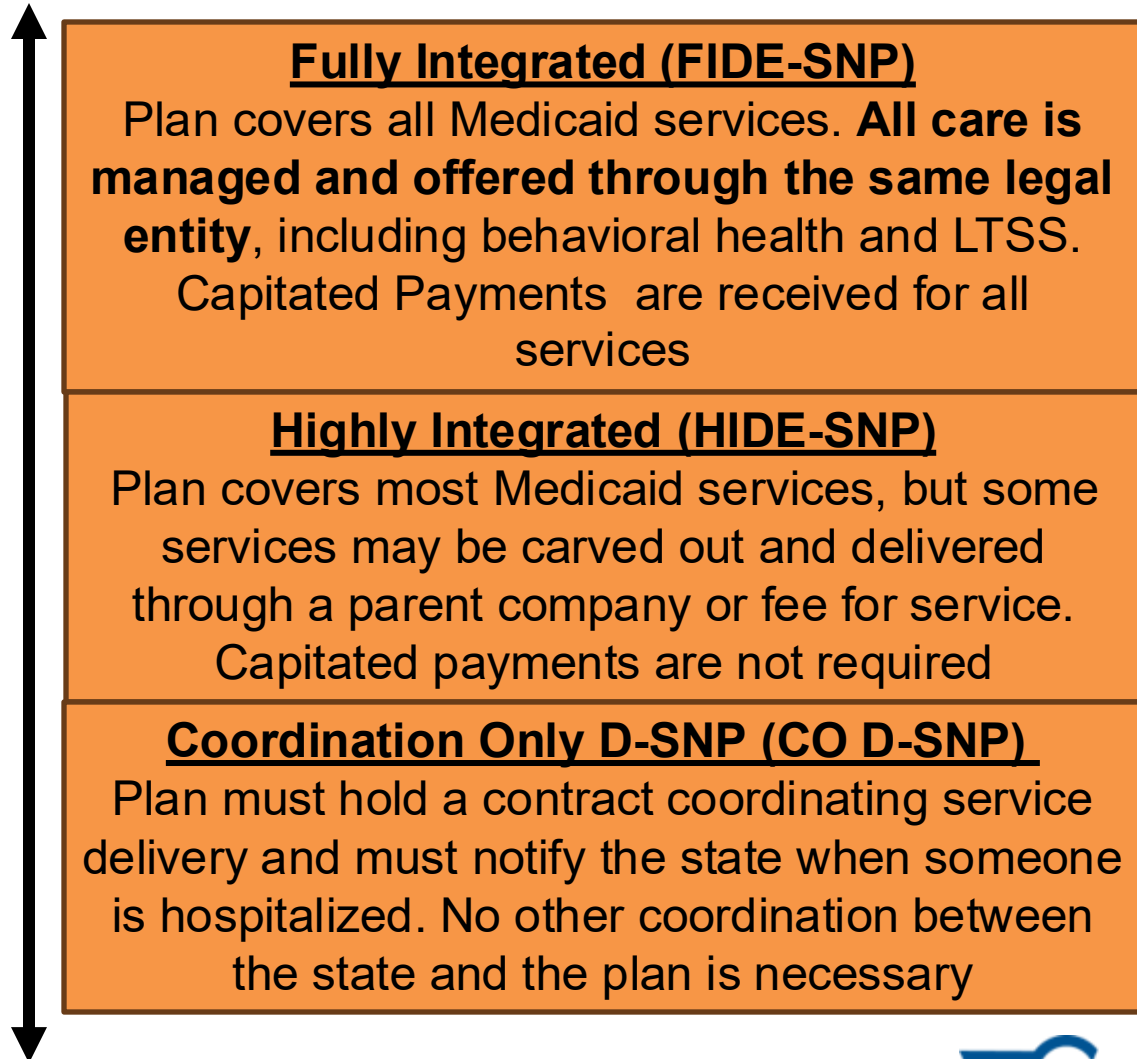 Fully Integrated (FIDE-SNP)
Plan covers all Medicaid services. All care is
managed and offered through the same legal
entity, including behavioral health and LTSS.
Capitated Payments  are received for all
services
Highly Integrated (HIDE-SNP)
Plan covers most Medicaid services, but some
services may be carved out and delivered
through a parent company or fee for service.
Capitated payments are not required
Coordination Only D-SNP (CO D-SNP)
Plan must hold a contract coordinating service
delivery and must notify the state when someone
is hospitalized. No other coordination between
the state and the plan is necessary